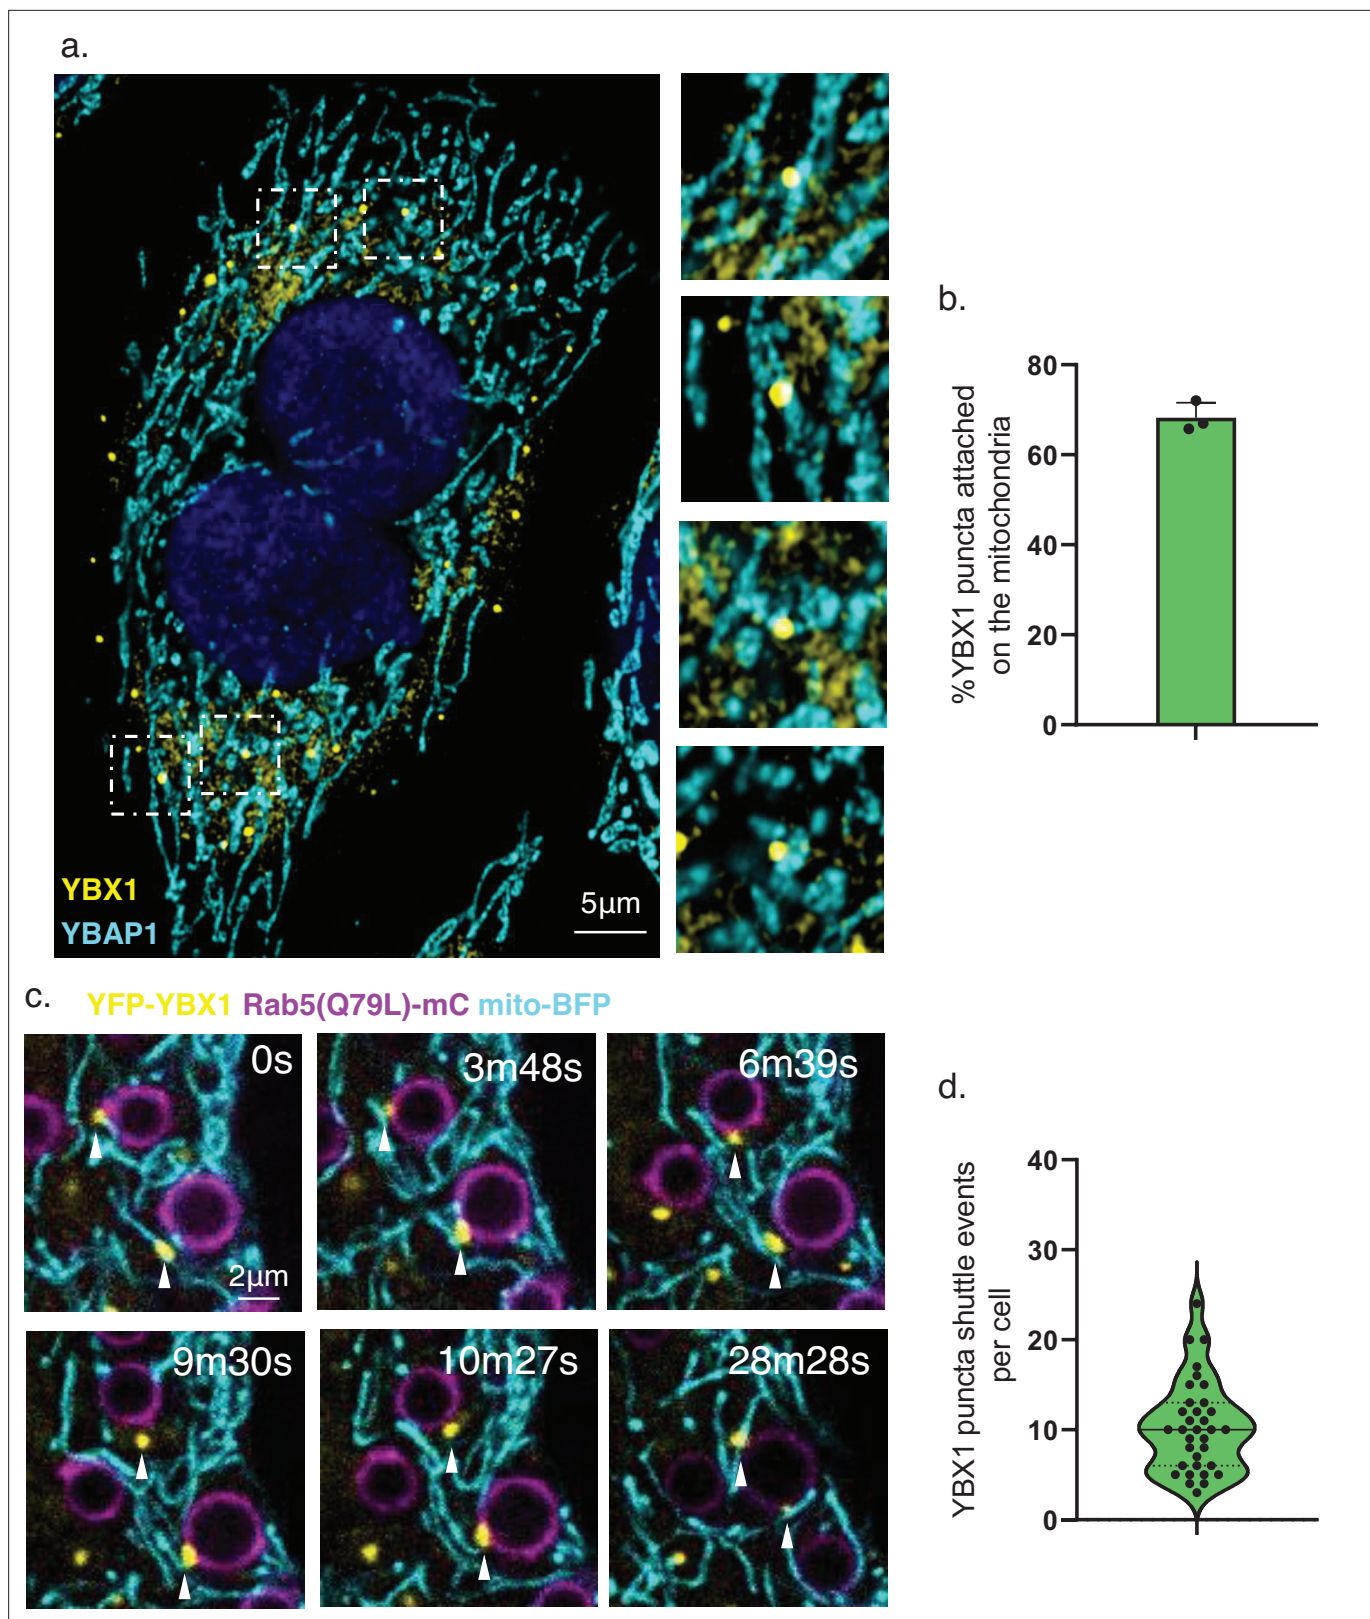 a.
YBX1
YBAP1
5μm
b.
80
60
40
20
0
%YBX1 puncta attached
on the mitochondria
c.
YFP-YBX1 Rab5(Q79L)-mC mito-BFP
0s
3m48s
6m39s
2μm
9m30s
10m27s
28m28s
d.
40
30
20
10
0
YBX1 puncta shuttle events
per cell